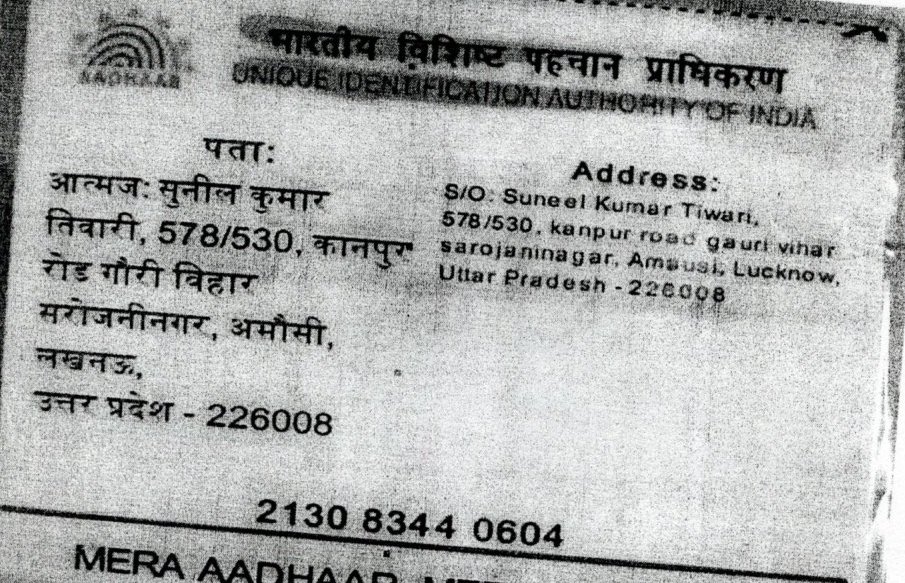 AADHAAR
भारतीय विशिष्ट पहचान प्राधिकरण
UNIQUE IDENTIFICATION AUTHORITY OF INDIA
पता:
आत्मज: सुनील कुमार
तिवारी, 578/530, कानपुर
रोड गौरी विहार
सरोजनीनगर, अमौसी,
लखनऊ,
उत्तर प्रदेश - 226008
Address:
S/O: Suneel Kumar Tiwari,
578/530, kanpur road gauri vihar
sarojaninagar, Amausi, Lucknow,
Uttar Pradesh - 226008
2130 8344 0604
MERA AADHAAR